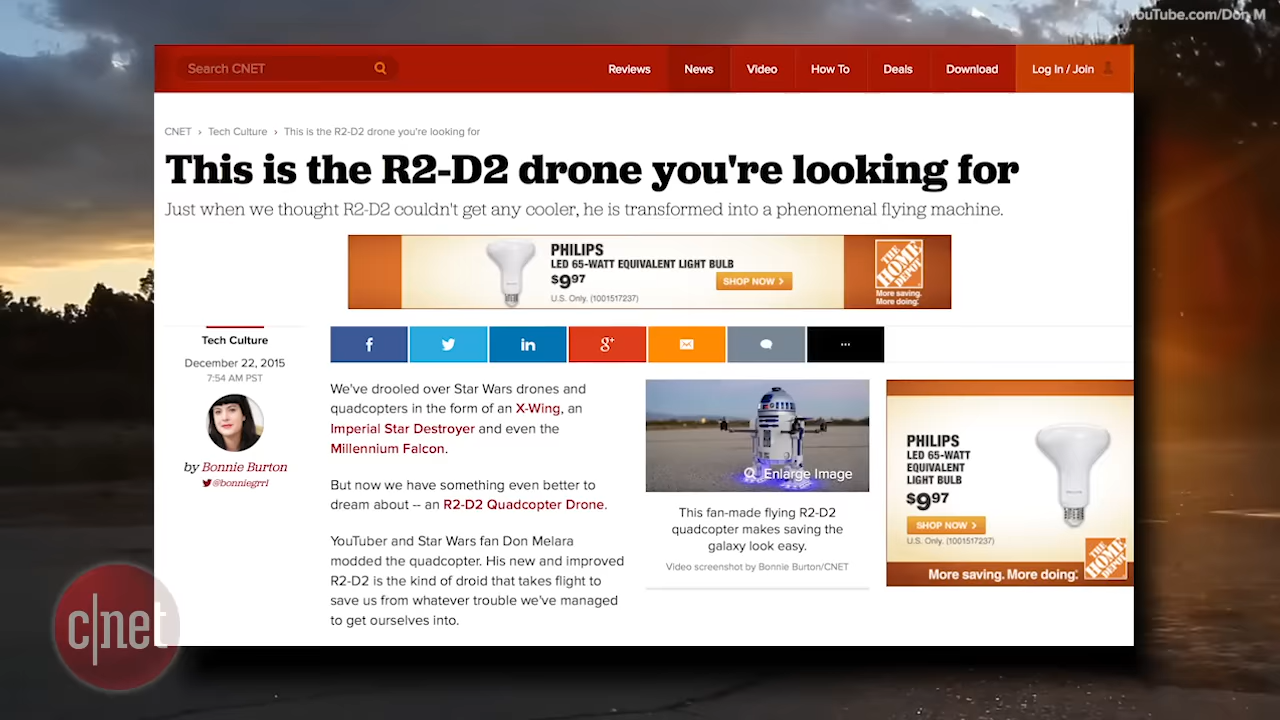 YouTube.com/Don M
Search CNET
Reviews
News
Video
How To
Deals
Download
Log In / Join
CNET › Tech Culture › This is the R2-D2 drone you're looking for
This is the R2-D2 drone you're looking for
Just when we thought R2-D2 couldn't get any cooler, he is transformed into a phenomenal flying machine.
PHILIPS
LED 65-WATT EQUIVALENT LIGHT BULB
$997
SHOP NOW >
U.S. Only. (1001517237)
THE HOME DEPOT
More saving.
More doing.
Tech Culture
December 22, 2015
7:54 AM PST
by Bonnie Burton
@bonniegrrl
f
in
g+
...
We've drooled over Star Wars drones and
quadcopters in the form of an X-Wing, an
Imperial Star Destroyer and even the
Millennium Falcon.
But now we have something even better to
dream about -- an R2-D2 Quadcopter Drone.
YouTuber and Star Wars fan Don Melara
modded the quadcopter. His new and improved
R2-D2 is the kind of droid that takes flight to
save us from whatever trouble we've managed
to get ourselves into.
Enlarge Image
This fan-made flying R2-D2
quadcopter makes saving the
galaxy look easy.
Video screenshot by Bonnie Burton/CNET
PHILIPS
LED 65-WATT
EQUIVALENT
LIGHT BULB
$997
SHOP NOW >
U.S. Only. (1001517237)
THE HOME DEPOT
More saving. More doing.
c|net